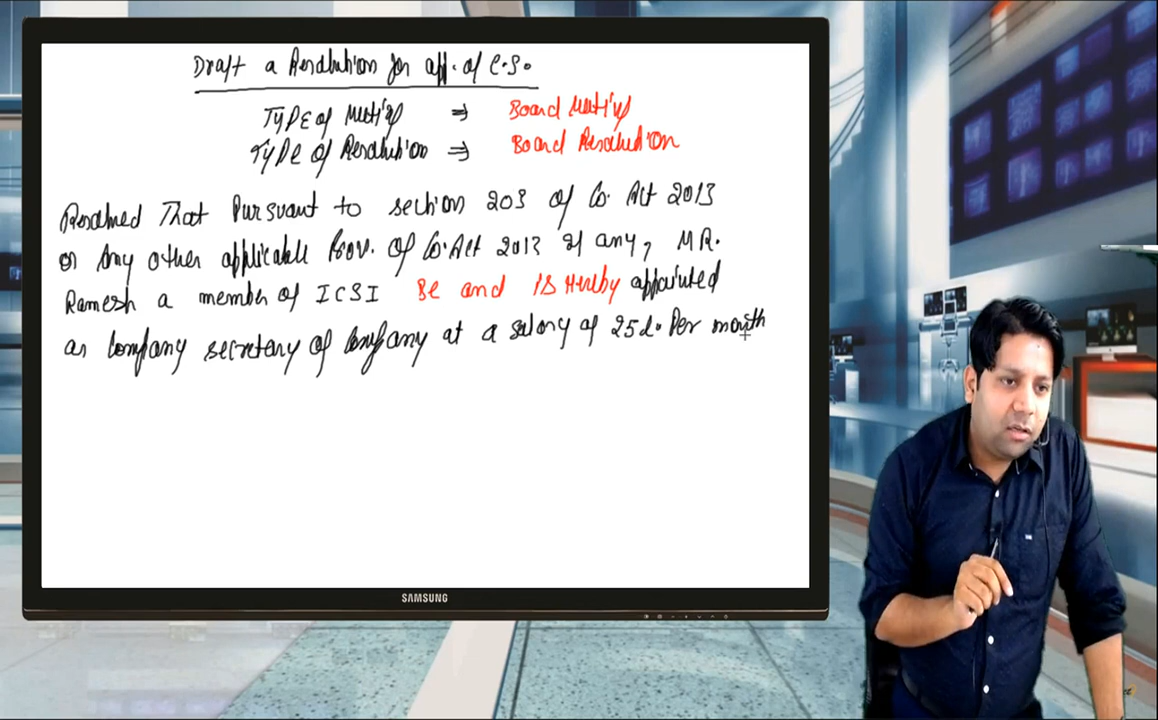 Draft a Resolution for app. of C.S.
TYPE of Meeting ⇒ Board Meeting
TYPE of Resolution ⇒ Board Resolution
Resolved That Pursuant to section 203 of Co. Act 2013
or Any other applicable Prov. of Co. Act 2013 if any, MR.
Ramesh a member of ICSI Be and is Hereby appointed
as Company secretary of Company at a salary of 25L. Per month
SAMSUNG